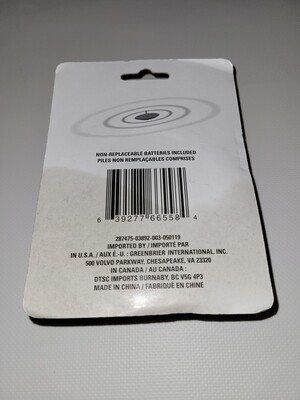 NON-REPLACEABLE BATTERIES INCLUDED
PILES NON REMPLAÇABLES COMPRISES
6 39277 66558 4
287475-03892-003-050119
IMPORTED BY / IMPORTÉ PAR
IN U.S.A. / AUX É.-U. : GREENBRIER INTERNATIONAL, INC.
500 VOLVO PARKWAY, CHESAPEAKE, VA 23320
IN CANADA / AU CANADA :
DTSC IMPORTS BURNABY, BC V5G 4P3
MADE IN CHINA / FABRIQUÉ EN CHINE